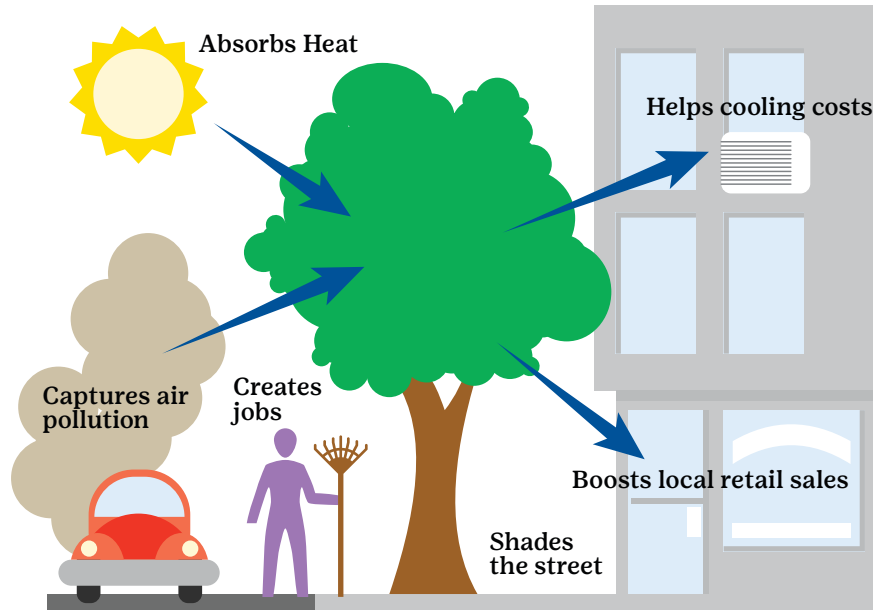 Absorbs Heat
Helps cooling costs
Captures air
pollution
Creates
jobs
Boosts local retail sales
Shades
the street